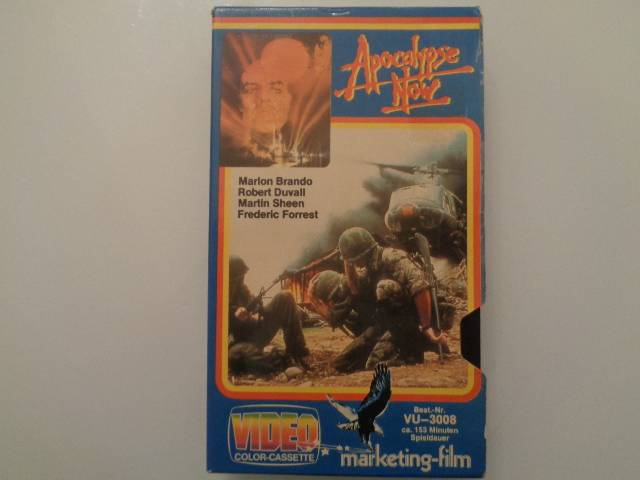 Apocalypse
Now
Marlon Brando
Robert Duvall
Martin Sheen
Frederic Forrest
Best.-Nr.
VU-3008
ca. 153 Minuten
Spieldauer
VIDEO
COLOR-CASSETTE
marketing-film